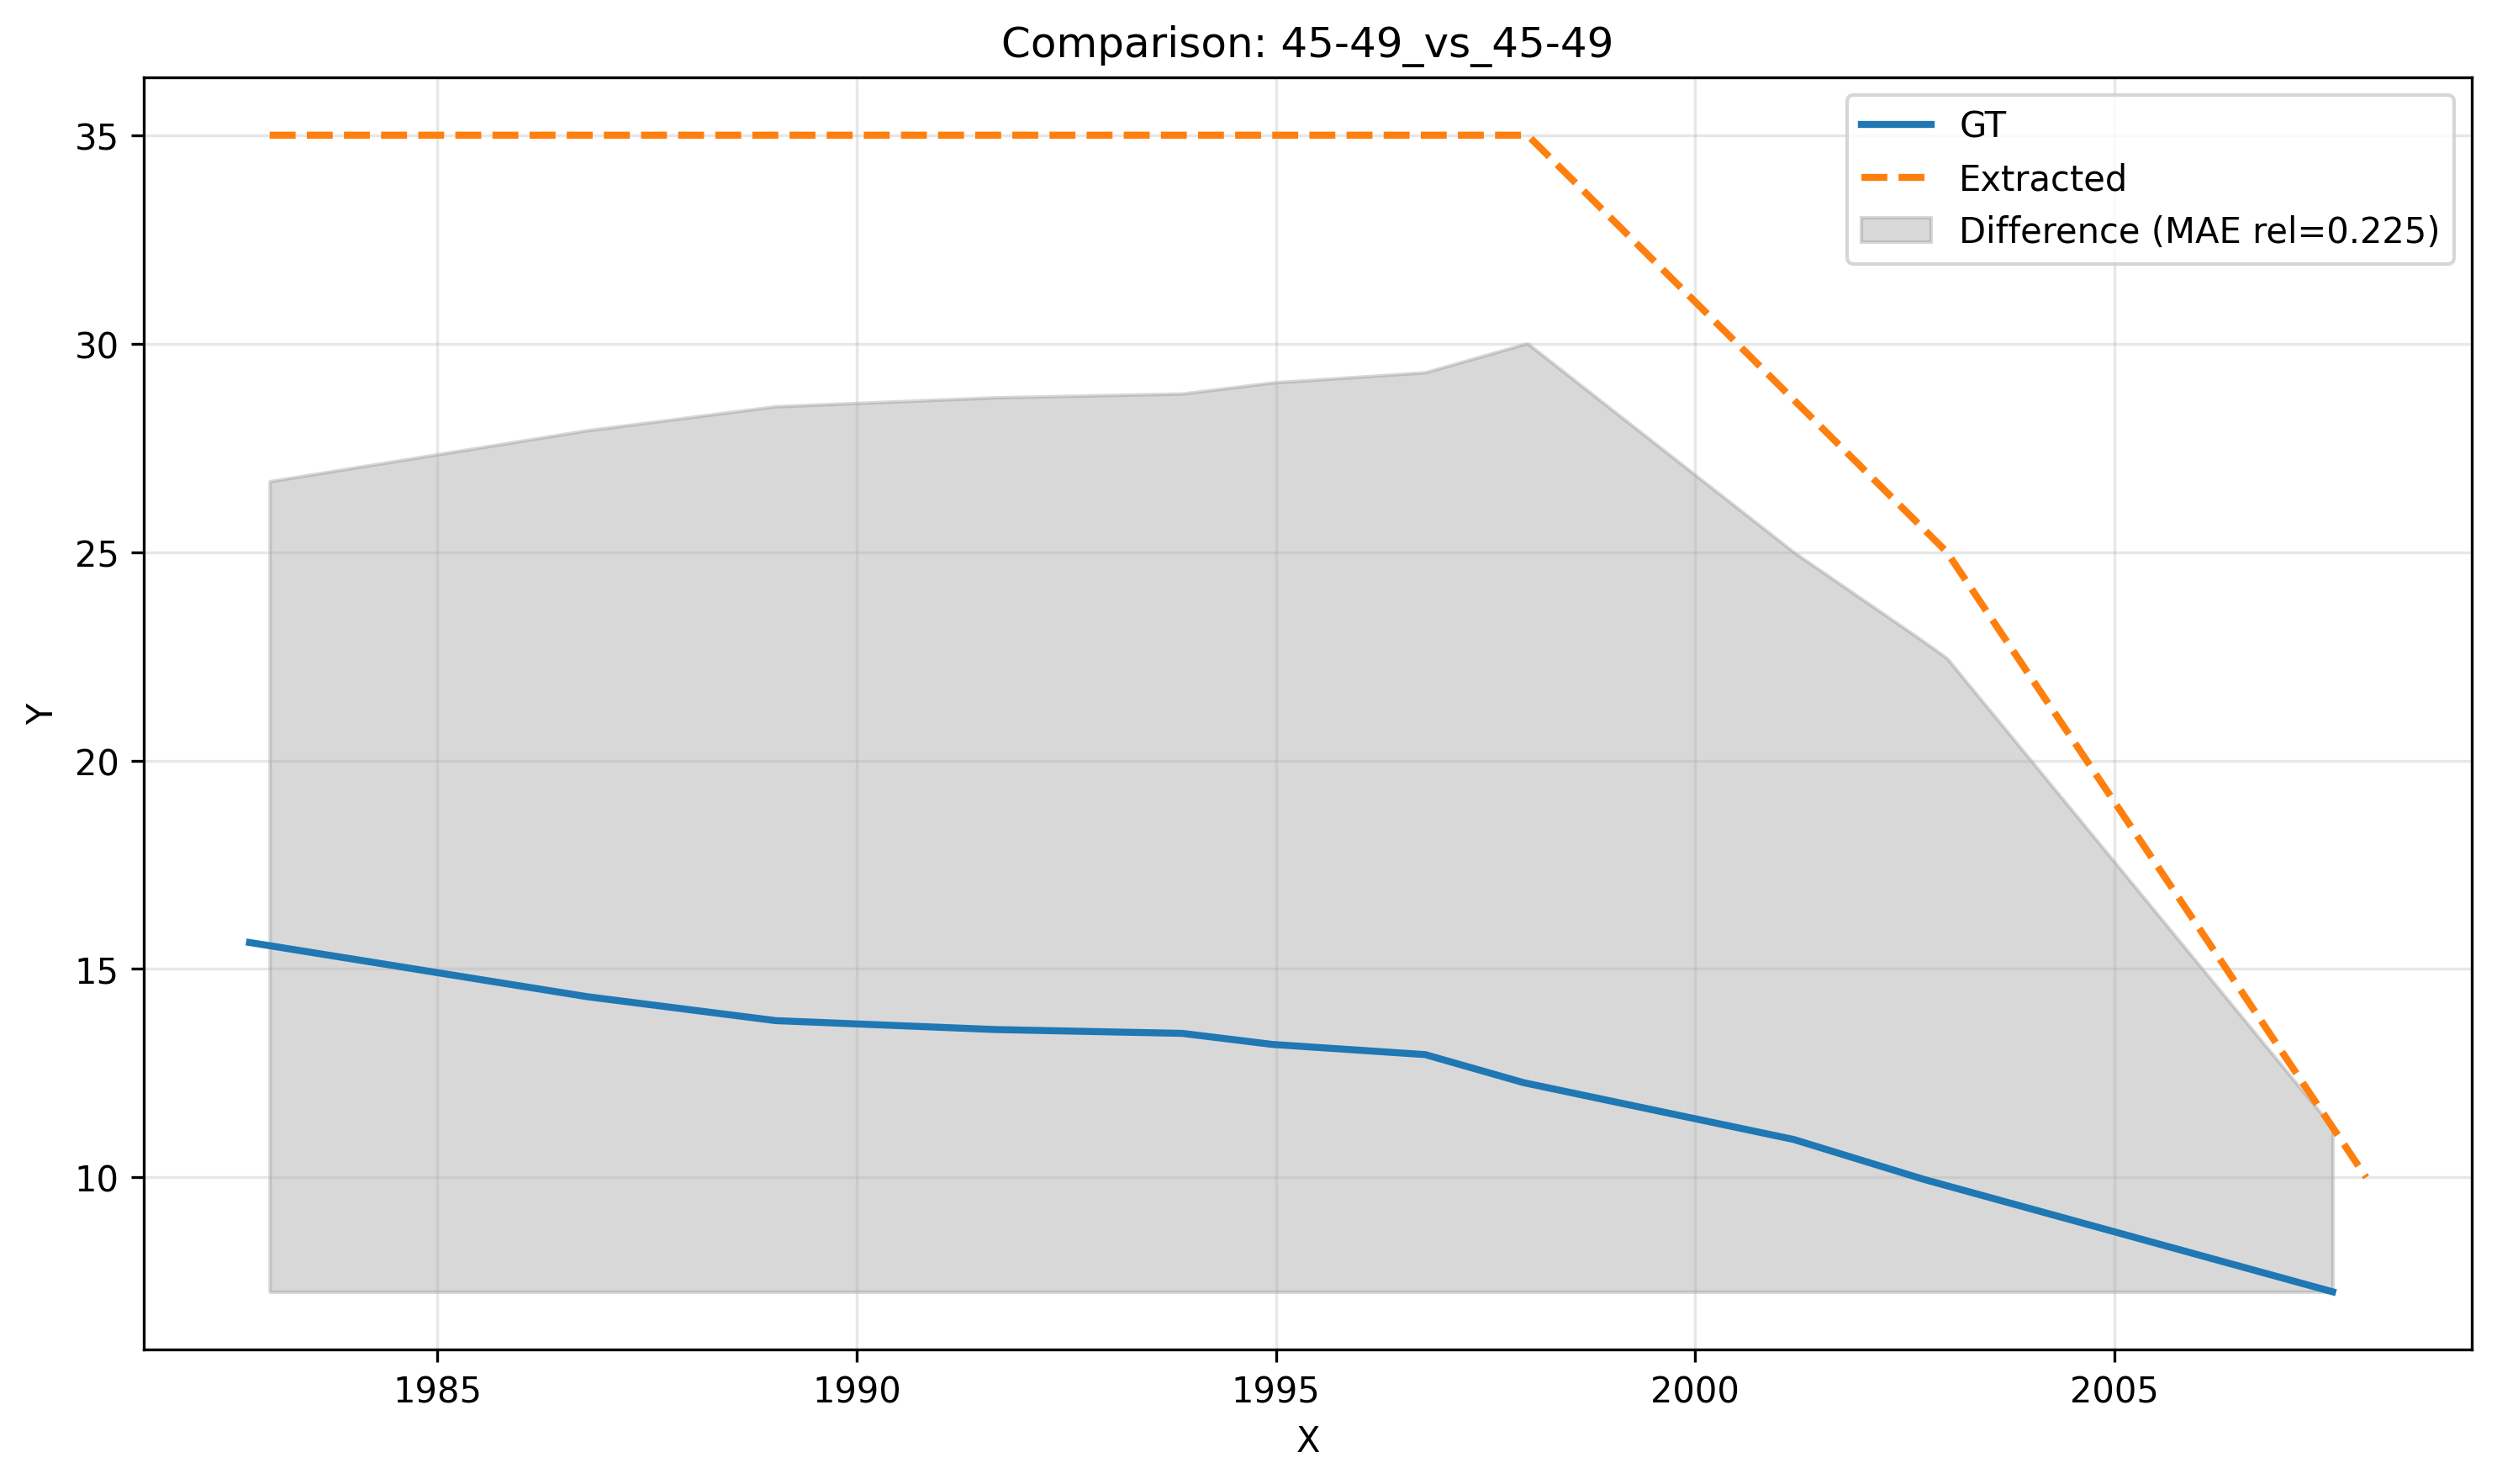 Comparison: 45-49_vs_45-49
GT
Extracted
Difference (MAE rel=0.225)
35
30
25
20
15
10
Y
1985
1990
1995
2000
2005
X